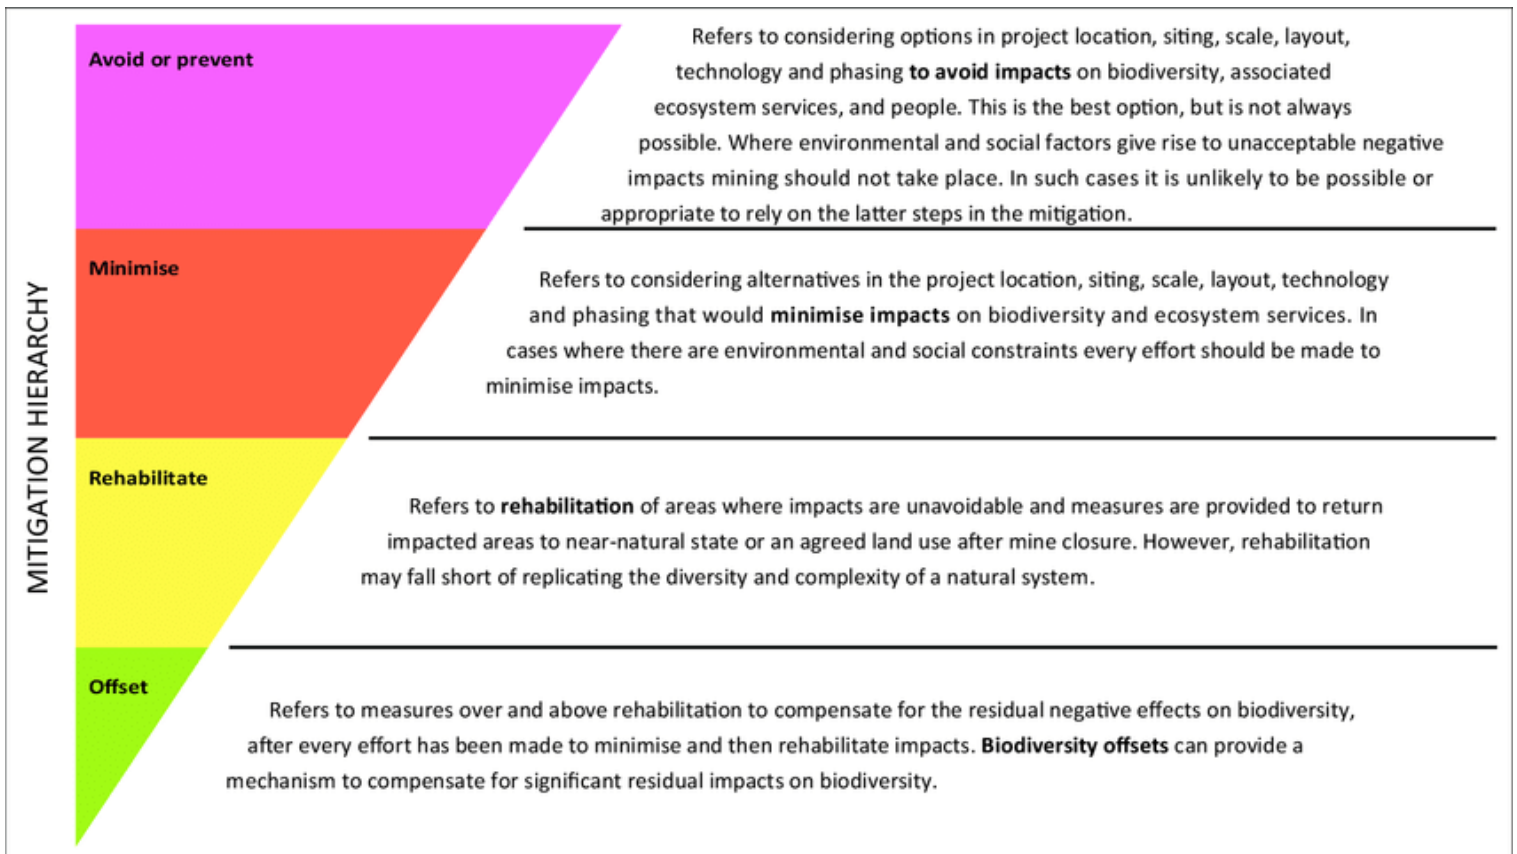 MITIGATION HIERARCHY
Avoid or prevent
Refers to considering options in project location, siting, scale, layout,
technology and phasing to avoid impacts on biodiversity, associated
ecosystem services, and people. This is the best option, but is not always
possible. Where environmental and social factors give rise to unacceptable negative
impacts mining should not take place. In such cases it is unlikely to be possible or
appropriate to rely on the latter steps in the mitigation.
Minimise
Refers to considering alternatives in the project location, siting, scale, layout, technology
and phasing that would minimise impacts on biodiversity and ecosystem services. In
cases where there are environmental and social constraints every effort should be made to
minimise impacts.
Rehabilitate
Refers to rehabilitation of areas where impacts are unavoidable and measures are provided to return
impacted areas to near-natural state or an agreed land use after mine closure. However, rehabilitation
may fall short of replicating the diversity and complexity of a natural system.
Offset
Refers to measures over and above rehabilitation to compensate for the residual negative effects on biodiversity,
after every effort has been made to minimise and then rehabilitate impacts. Biodiversity offsets can provide a
mechanism to compensate for significant residual impacts on biodiversity.